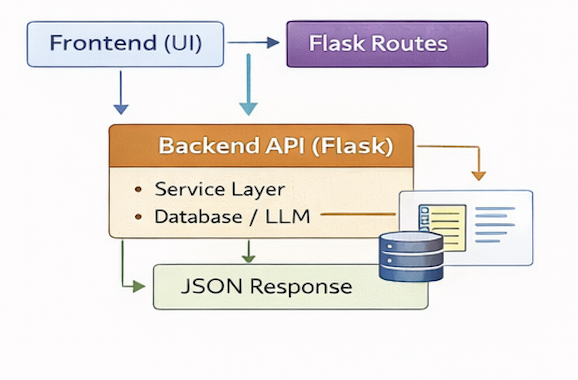 Frontend (UI)
Flask Routes
Backend API (Flask)
• Service Layer
• Database / LLM
JSON Response